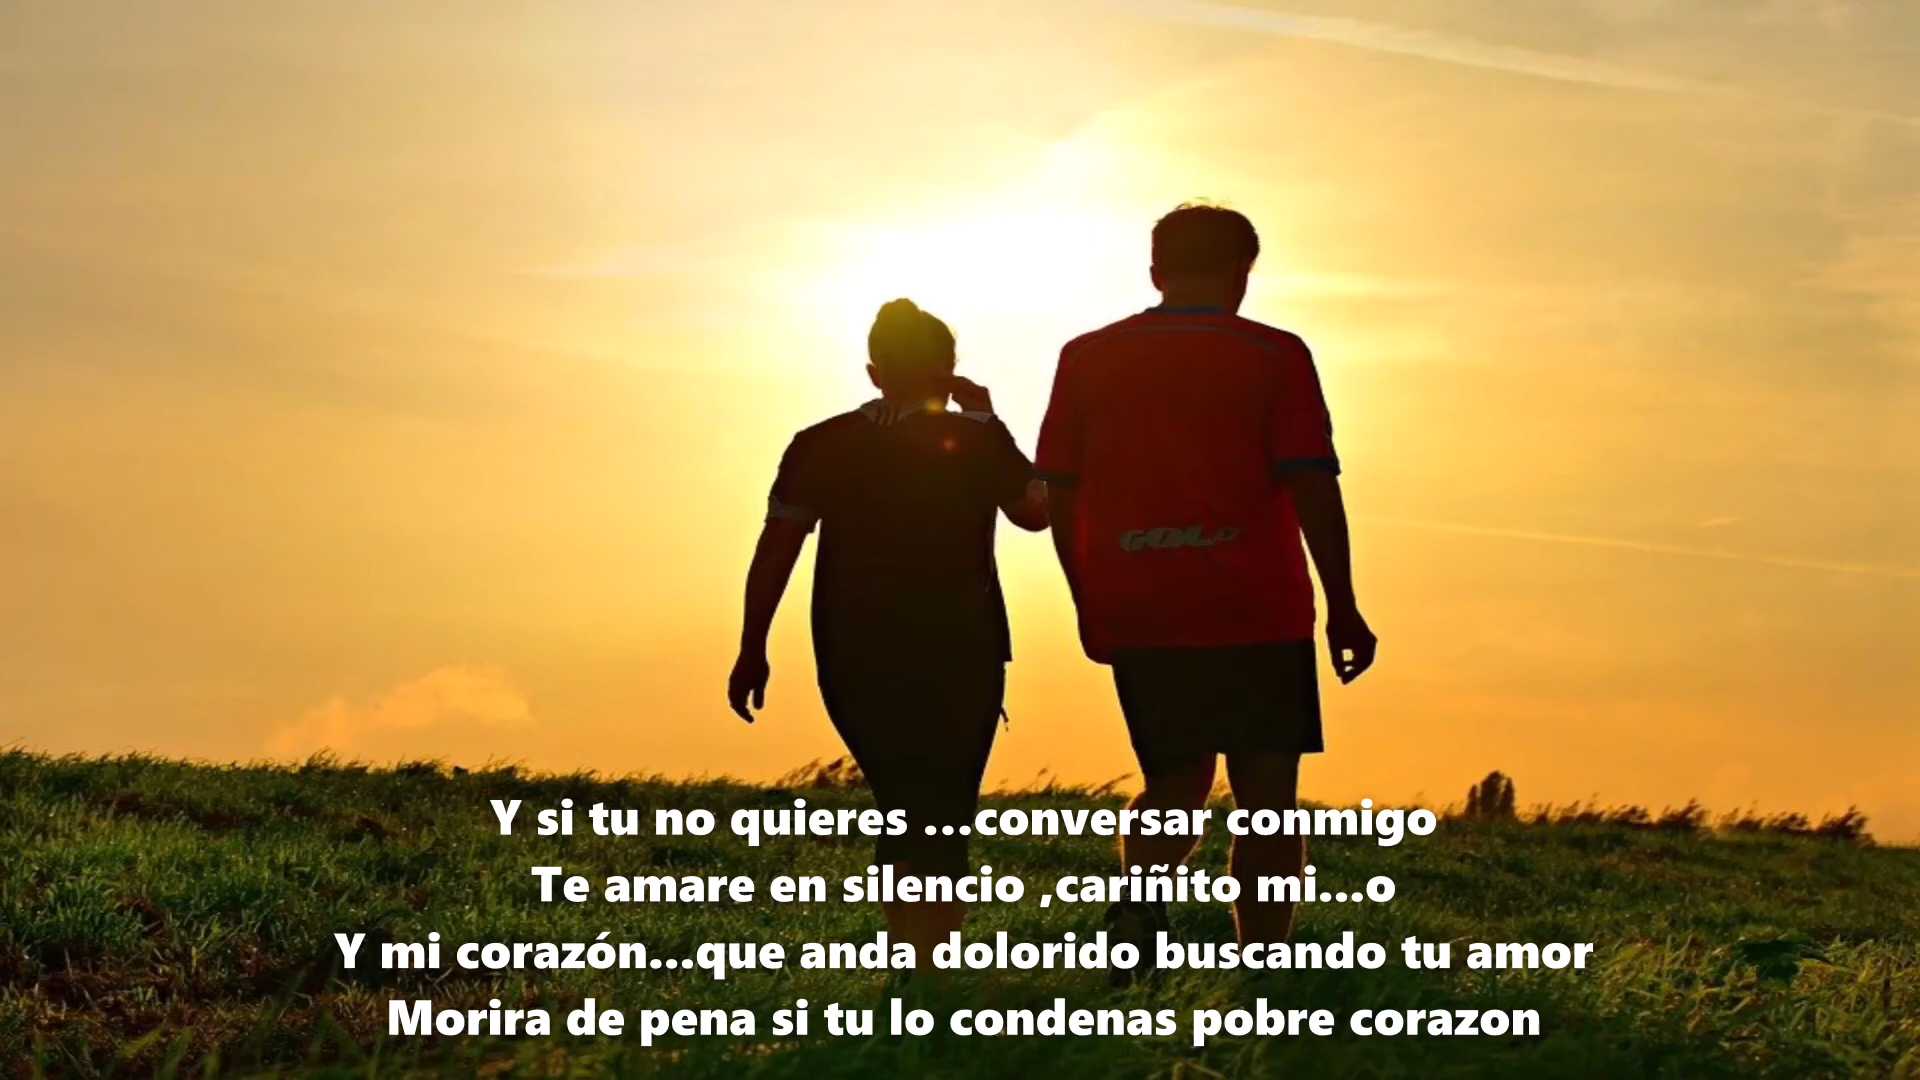 Y si tu no quieres ...conversar conmigo
Te amare en silencio ,cariñito mi...o
Y mi corazón...que anda dolorido buscando tu amor
Morira de pena si tu lo condenas pobre corazon